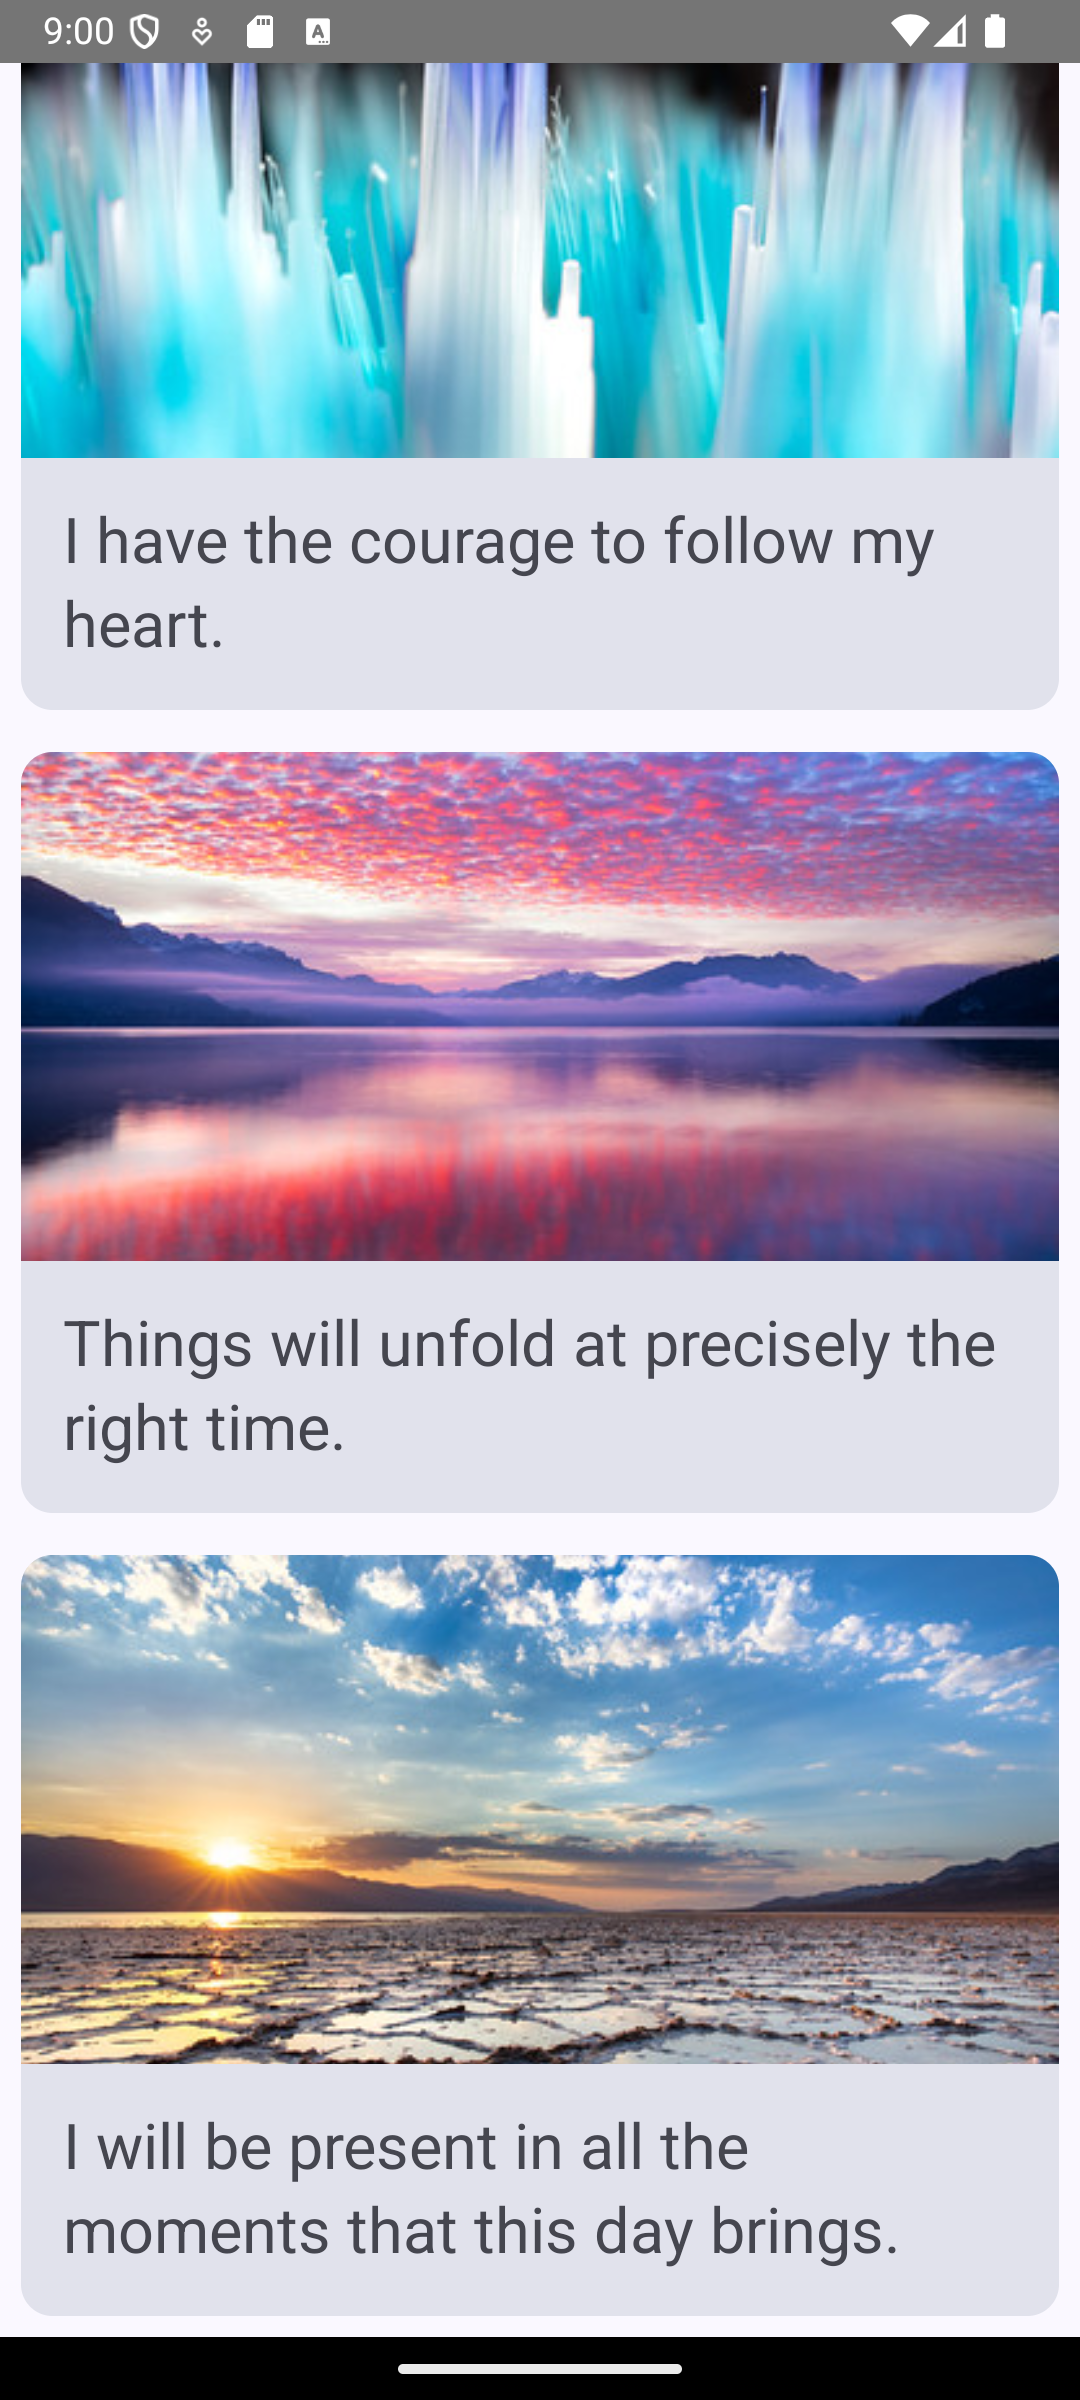 9:00
I have the courage to follow my
heart.
Things will unfold at precisely the
right time.
I will be present in all the
moments that this day brings.